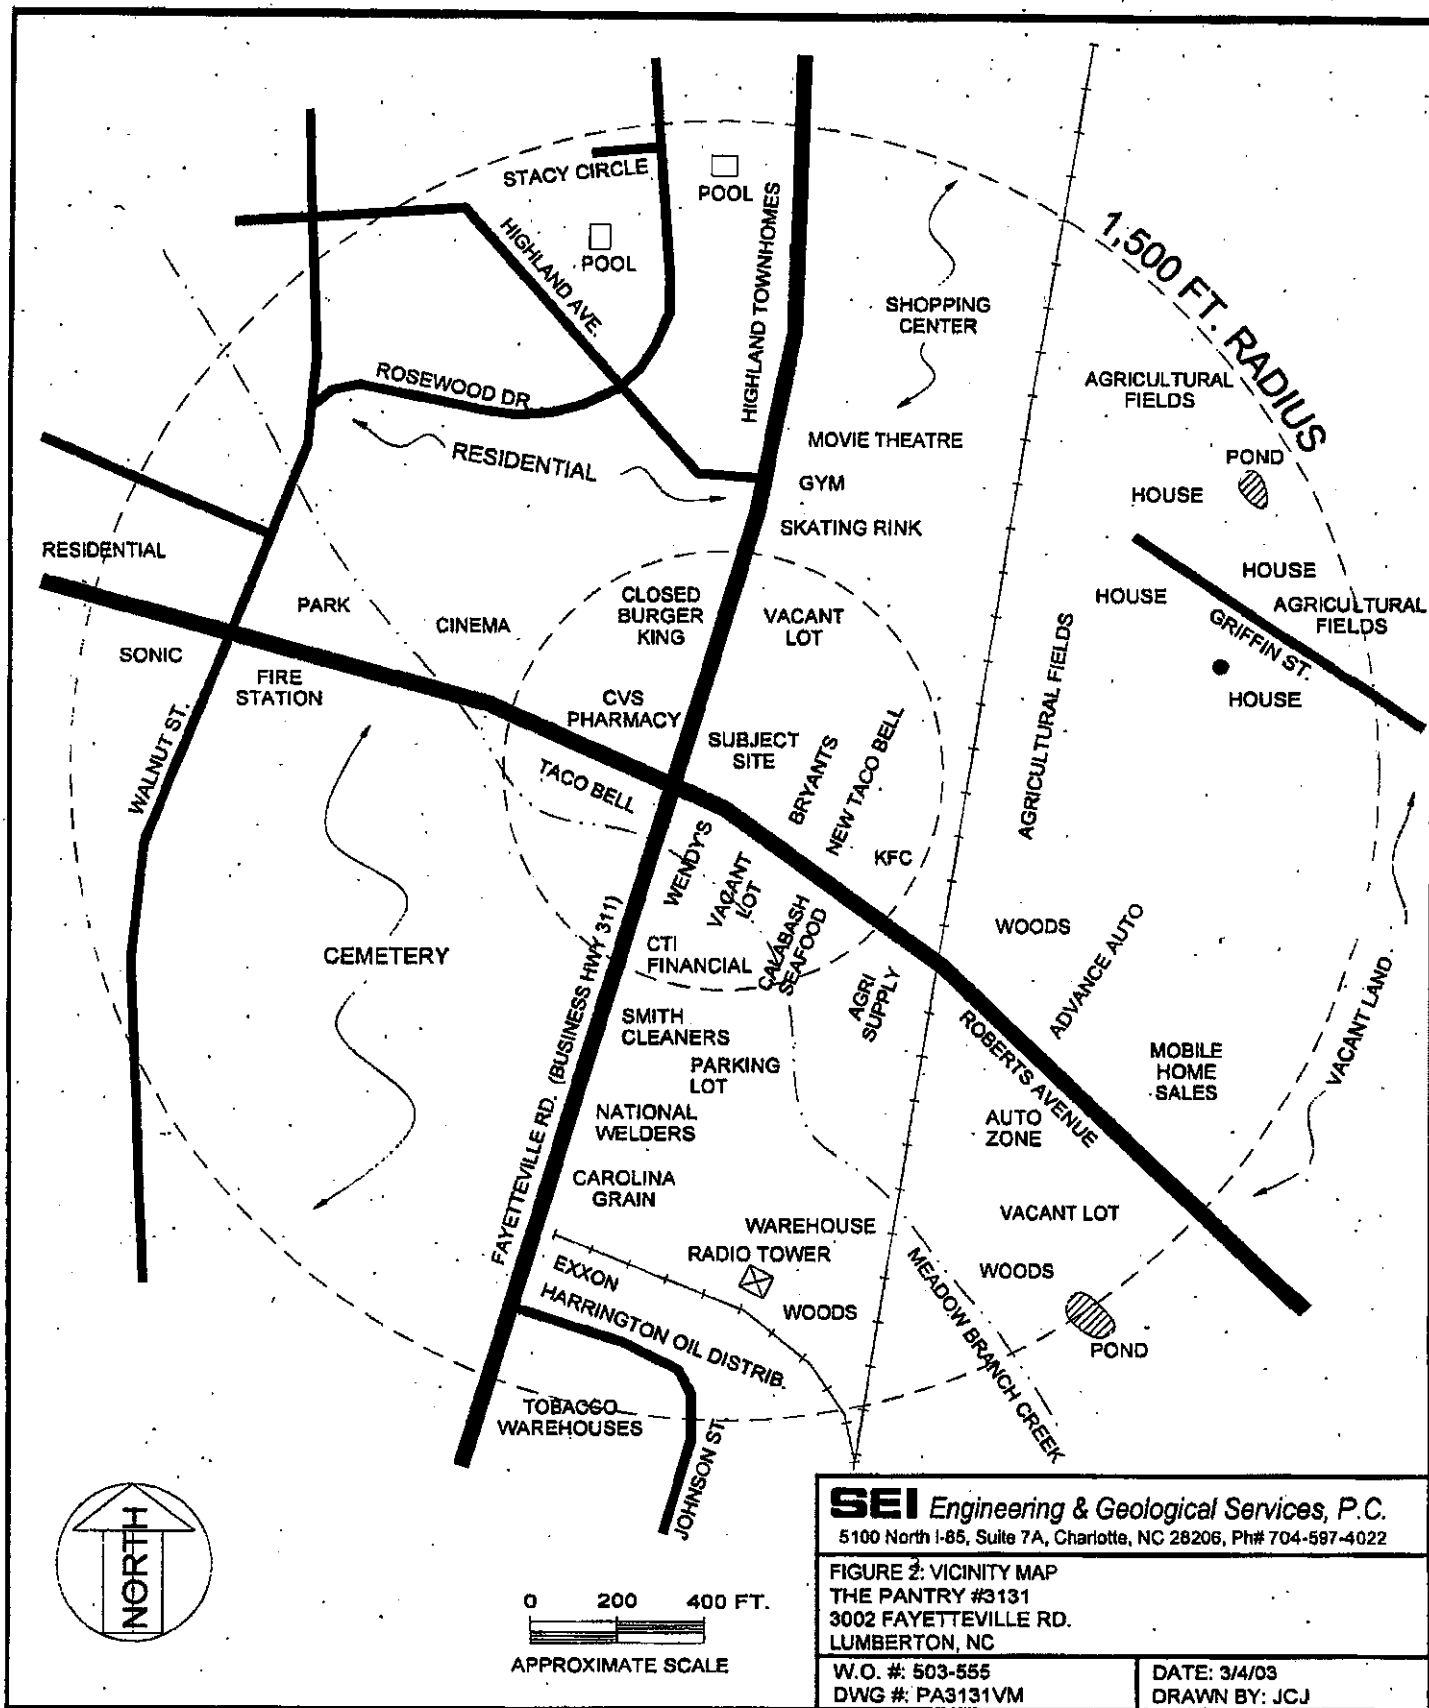 STACY CIRCLE
POOL
POOL
HIGHLAND AVE.
HIGHLAND TOWNHOMES
SHOPPING
CENTER
1,500 FT. RADIUS
AGRICULTURAL
FIELDS
ROSEWOOD DR
RESIDENTIAL
MOVIE THEATRE
GYM
SKATING RINK
POND
HOUSE
HOUSE
HOUSE
AGRICULTURAL
FIELDS
GRIFFIN ST.
HOUSE
RESIDENTIAL
PARK
CINEMA
CLOSED
BURGER
KING
VACANT
LOT
SONIC
FIRE
STATION
CVS
PHARMACY
SUBJECT
SITE
BRYANTS
NEW TACO BELL
AGRICULTURAL FIELDS
WALNUT ST.
TACO BELL
WENDY'S
VACANT
LOT
KFC
CALABASH
SEAFOOD
CEMETERY
CTI
FINANCIAL
AGRI
SUPPLY
WOODS
ADVANCE AUTO
VACANT LAND
SMITH
CLEANERS
PARKING
LOT
ROBERTS AVENUE
MOBILE
HOME
SALES
FAYETTEVILLE RD. (BUSINESS HWY 311)
NATIONAL
WELDERS
AUTO
ZONE
CAROLINA
GRAIN
WAREHOUSE
RADIO TOWER
VACANT LOT
WOODS
EXXON
HARRINGTON OIL DISTRIB.
WOODS
MEADOW BRANCH CREEK
POND
TOBACCO
WAREHOUSES
JOHNSON ST.
NORTH
0 200 400 FT.
APPROXIMATE SCALE
SEI Engineering & Geological Services, P.C.
5100 North I-85, Suite 7A, Charlotte, NC 28206, Ph# 704-597-4022
FIGURE 2: VICINITY MAP
THE PANTRY #3131
3002 FAYETTEVILLE RD.
LUMBERTON, NC
W.O. #: 503-555
DWG #: PA3131VM
DATE: 3/4/03
DRAWN BY: JCJ